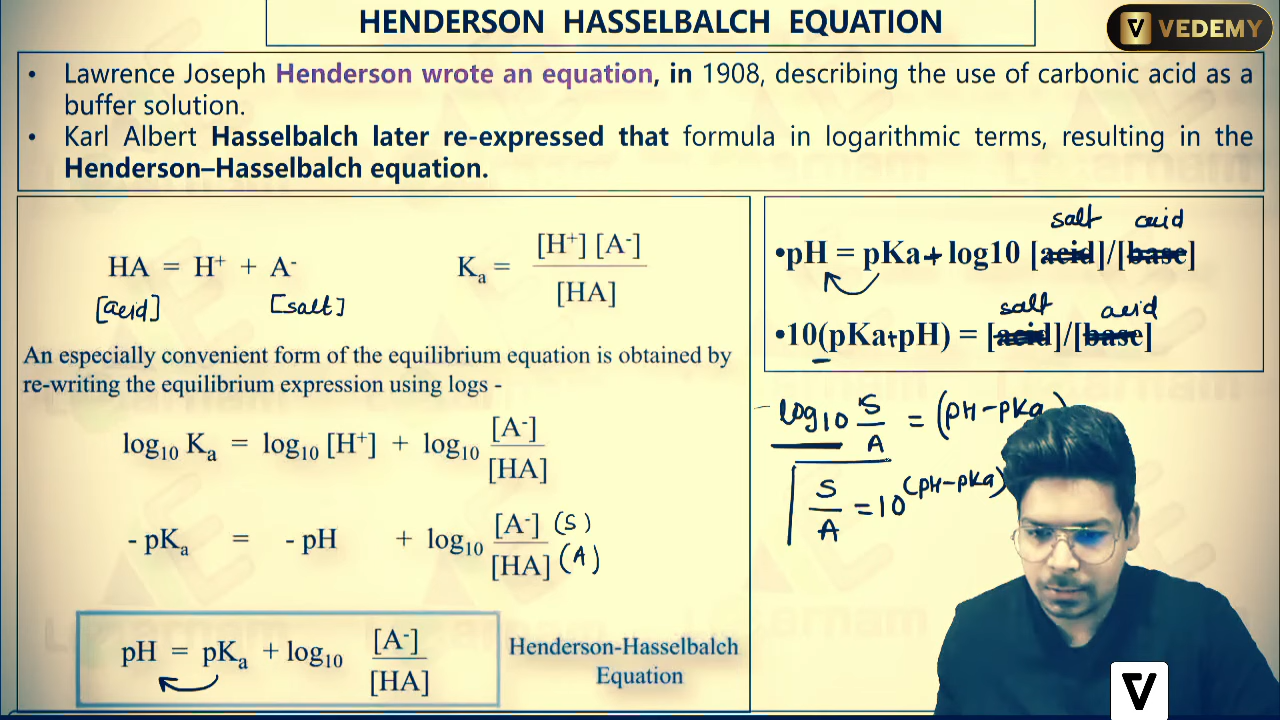 HENDERSON HASSELBALCH EQUATION
VEDEMY
• Lawrence Joseph Henderson wrote an equation, in 1908, describing the use of carbonic acid as a
buffer solution.
• Karl Albert Hasselbalch later re-expressed that formula in logarithmic terms, resulting in the
Henderson–Hasselbalch equation.
HA = H⁺ + A⁻
[acid] [salt]
Kₐ = [H⁺] [A⁻] / [HA]
An especially convenient form of the equilibrium equation is obtained by
re-writing the equilibrium expression using logs -
log₁₀ Kₐ = log₁₀ [H⁺] + log₁₀ [A⁻] / [HA]
- pKₐ = - pH + log₁₀ [A⁻] (S) / [HA] (A)
pH = pKₐ + log₁₀ [A⁻] / [HA]
Henderson-Hasselbalch
Equation
salt acid
•pH = pKa+ log10 [acid]/[base]
salt acid
•10(pKa+pH) = [acid]/[base]
log10 S/A = (pH-pKa)
S/A = 10^(pH-pKa)
V